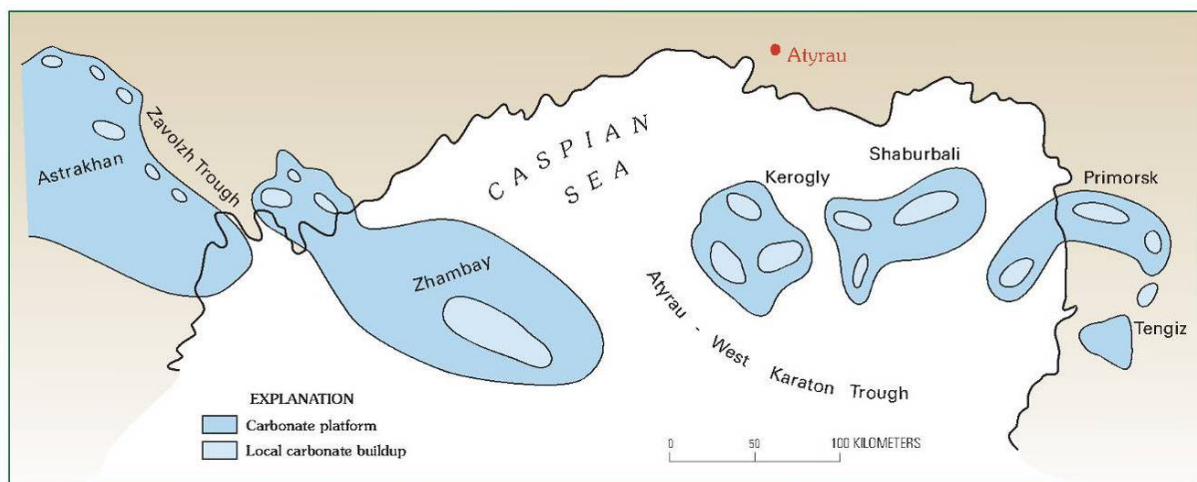 Atyrau
Zavolzh Trough
Astrakhan
CASPIAN
SEA
Shaburbali
Kerogly
Primorsk
Zhambay
Atyrau - West Karaton Trough
Tengiz
EXPLANATION
Carbonate platform
Local carbonate buildup
0 50 100 KILOMETERS